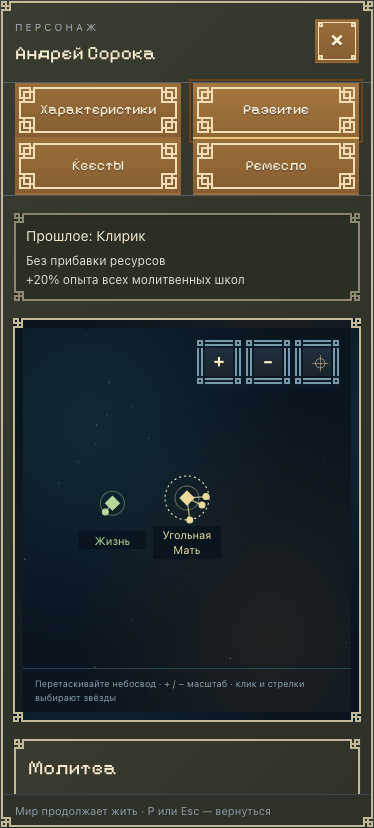 ПЕРСОНАЖ
Андрей Сорока
×
Характеристики
Развитие
Квесты
Ремесло
Прошлое: Клирик
Без прибавки ресурсов
+20% опыта всех молитвенных школ
+
−
Жизнь
Угольная
Мать
Перетаскивайте небосвод · + / − масштаб · клик и стрелки
выбирают звёзды
Молитва
Мир продолжает жить · P или Esc — вернуться